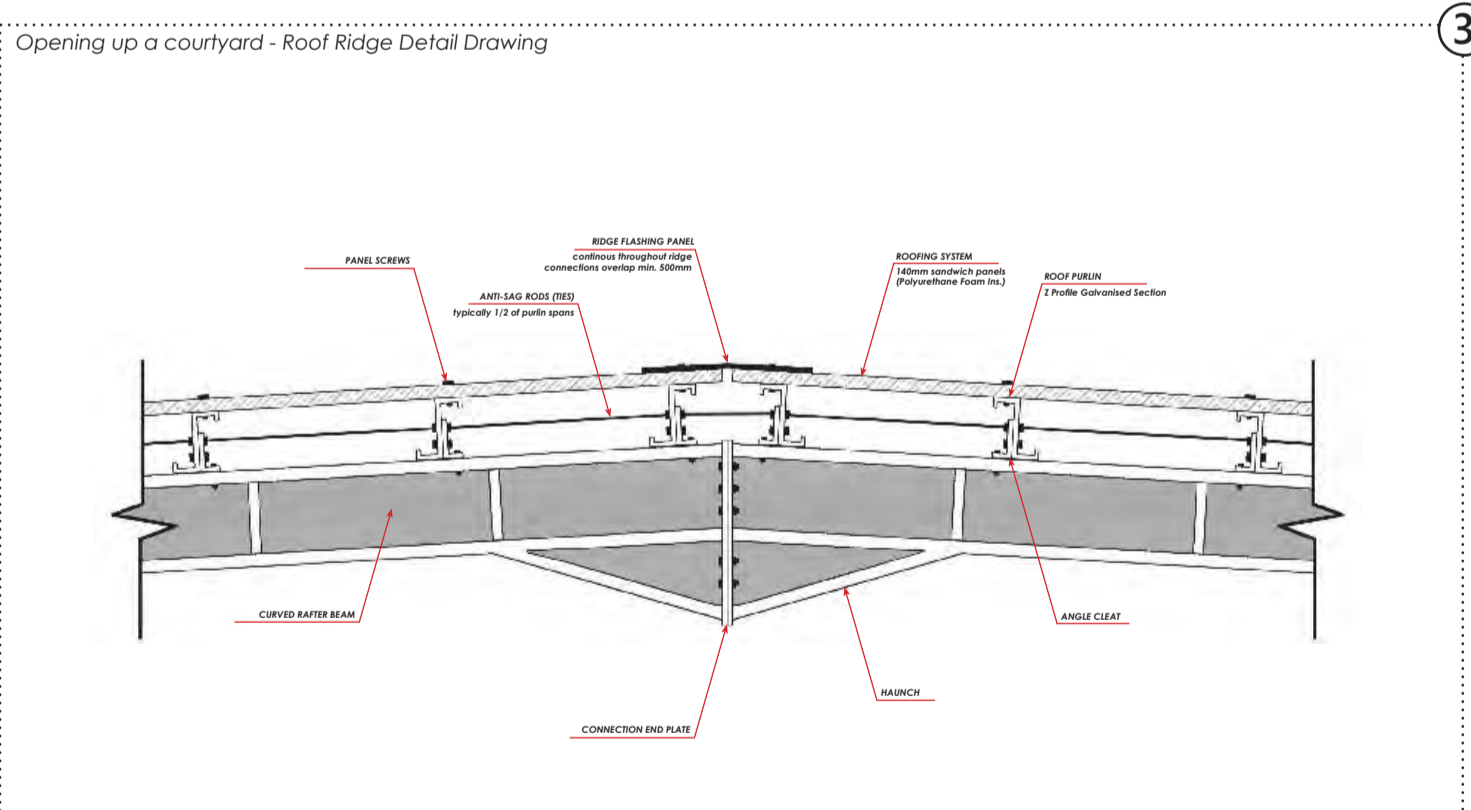 Opening up a courtyard - Roof Ridge Detail Drawing
3
RIDGE FLASHING PANEL
continous throughout ridge
connections overlap min. 500mm
PANEL SCREWS
ROOFING SYSTEM
140mm sandwich panels
(Polyurethane Foam Ins.)
ROOF PURLIN
Z Profile Galvanised Section
ANTI-SAG RODS (TIES)
typically 1/2 of purlin spans
CURVED RAFTER BEAM
ANGLE CLEAT
HAUNCH
CONNECTION END PLATE